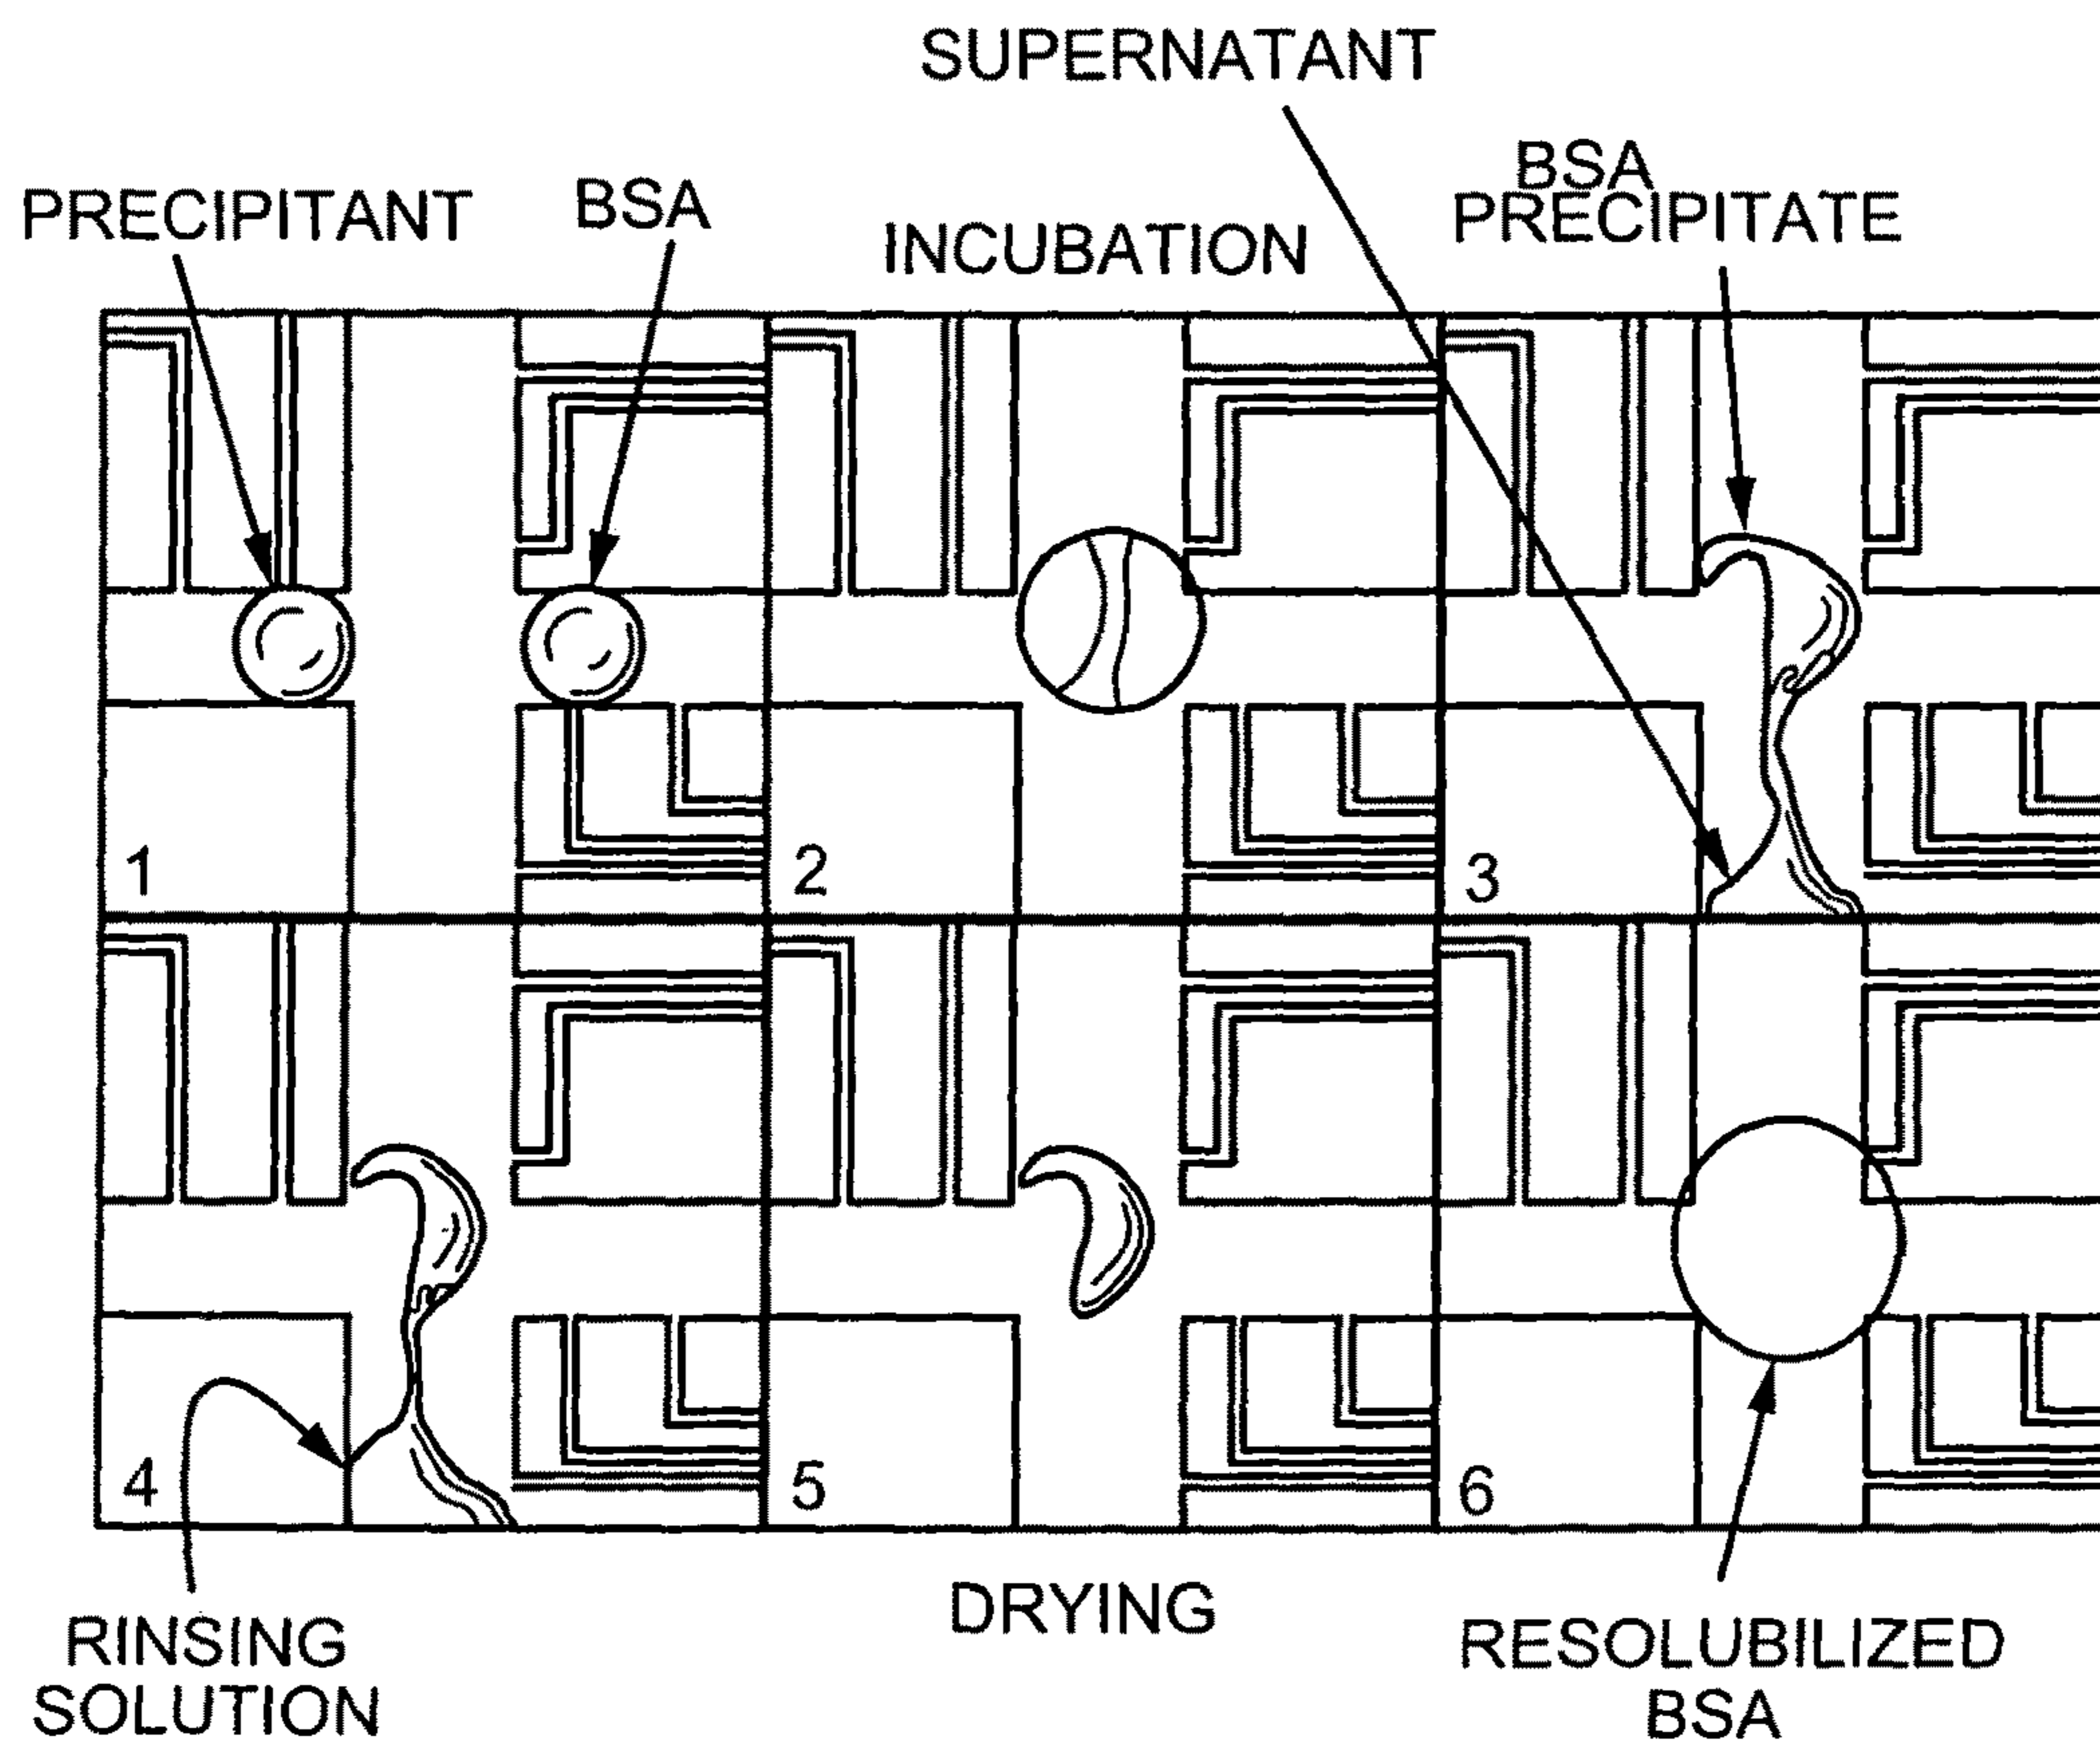 SUPERNATANT
PRECIPITANT
BSA
INCUBATION
BSA
PRECIPITATE
1
2
3
4
5
6
RINSING
SOLUTION
DRYING
RESOLUBILIZED
BSA